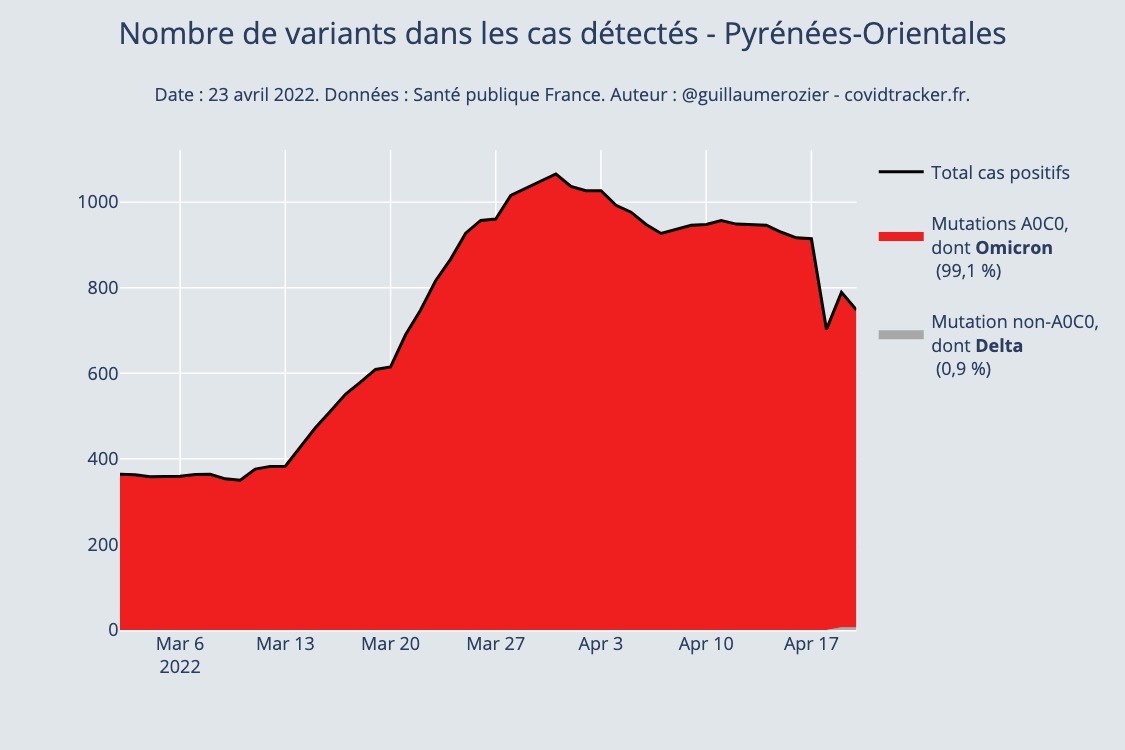 Nombre de variants dans les cas détectés - Pyrénées-Orientales
Date : 23 avril 2022. Données : Santé publique France. Auteur : @guillaumerozier - covidtracker.fr.
Total cas positifs
Mutations A0C0,
dont Omicron
(99,1 %)
Mutation non-A0C0,
dont Delta
(0,9 %)
1000
800
600
400
200
0
Mar 6
2022
Mar 13
Mar 20
Mar 27
Apr 3
Apr 10
Apr 17